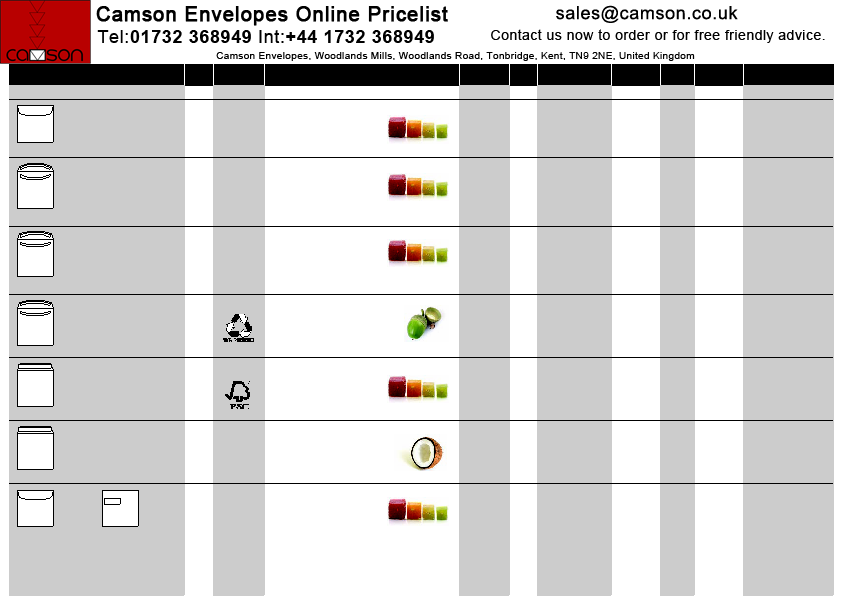 Camson Envelopes Online Pricelist
sales@camson.co.uk
Tel:01732 368949 Int:+44 1732 368949
Contact us now to order or for free friendly advice.
camson
Camson Envelopes, Woodlands Mills, Woodlands Road, Tonbridge, Kent, TN9 2NE, United Kingdom
FSC